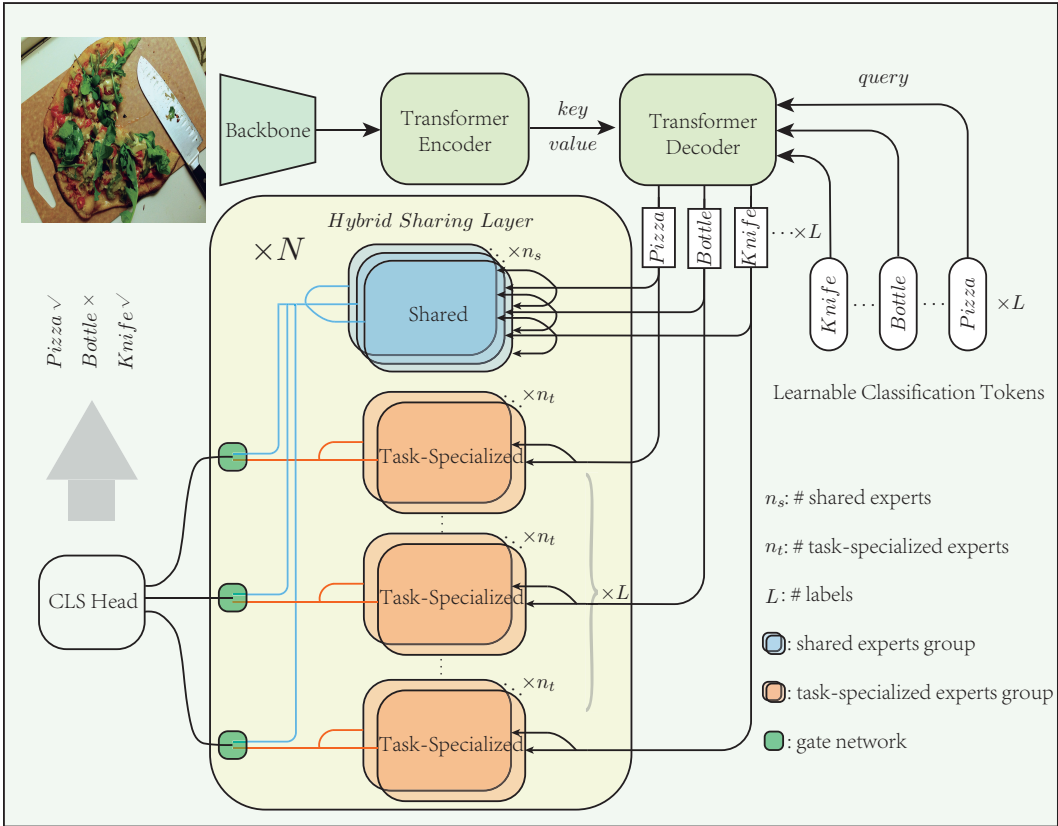 Backbone
Transformer
Encoder
key
value
Transformer
Decoder
query
Hybrid Sharing Layer
×N
⋱×n_s
Shared
Pizza
Bottle
Knife
⋯×L
Knife
⋯
Bottle
⋯
Pizza
×L
Learnable Classification Tokens
Pizza √
Bottle ×
Knife √
⋱×n_t
Task-Specialized
⋱×n_t
Task-Specialized
×L
⋱×n_t
Task-Specialized
CLS Head
n_s: # shared experts
n_t: # task-specialized experts
L: # labels
: shared experts group
: task-specialized experts group
: gate network